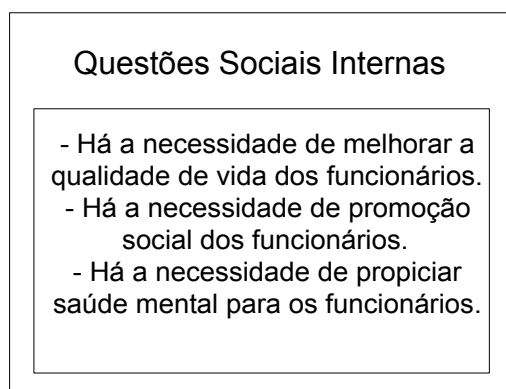 Questões Sociais Internas
- Há a necessidade de melhorar a
qualidade de vida dos funcionários.
- Há a necessidade de promoção
social dos funcionários.
- Há a necessidade de propiciar
saúde mental para os funcionários.